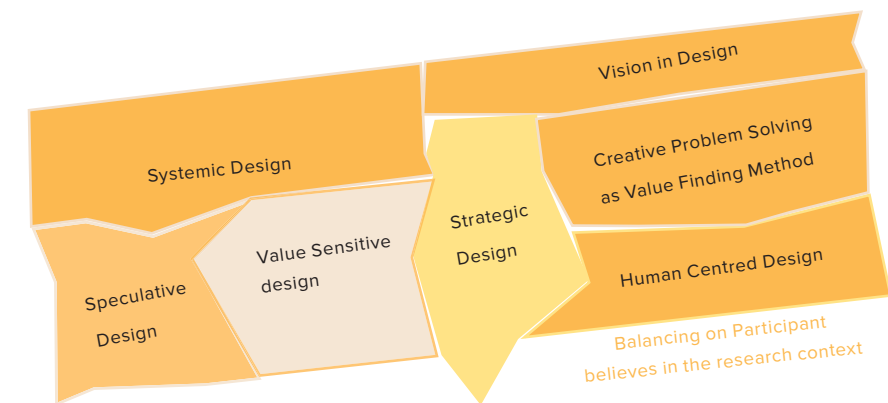 Vision in Design
Systemic Design
Creative Problem Solving
as Value Finding Method
Strategic
Design
Value Sensitive
design
Human Centred Design
Speculative
Design
Balancing on Participant
believes in the research context